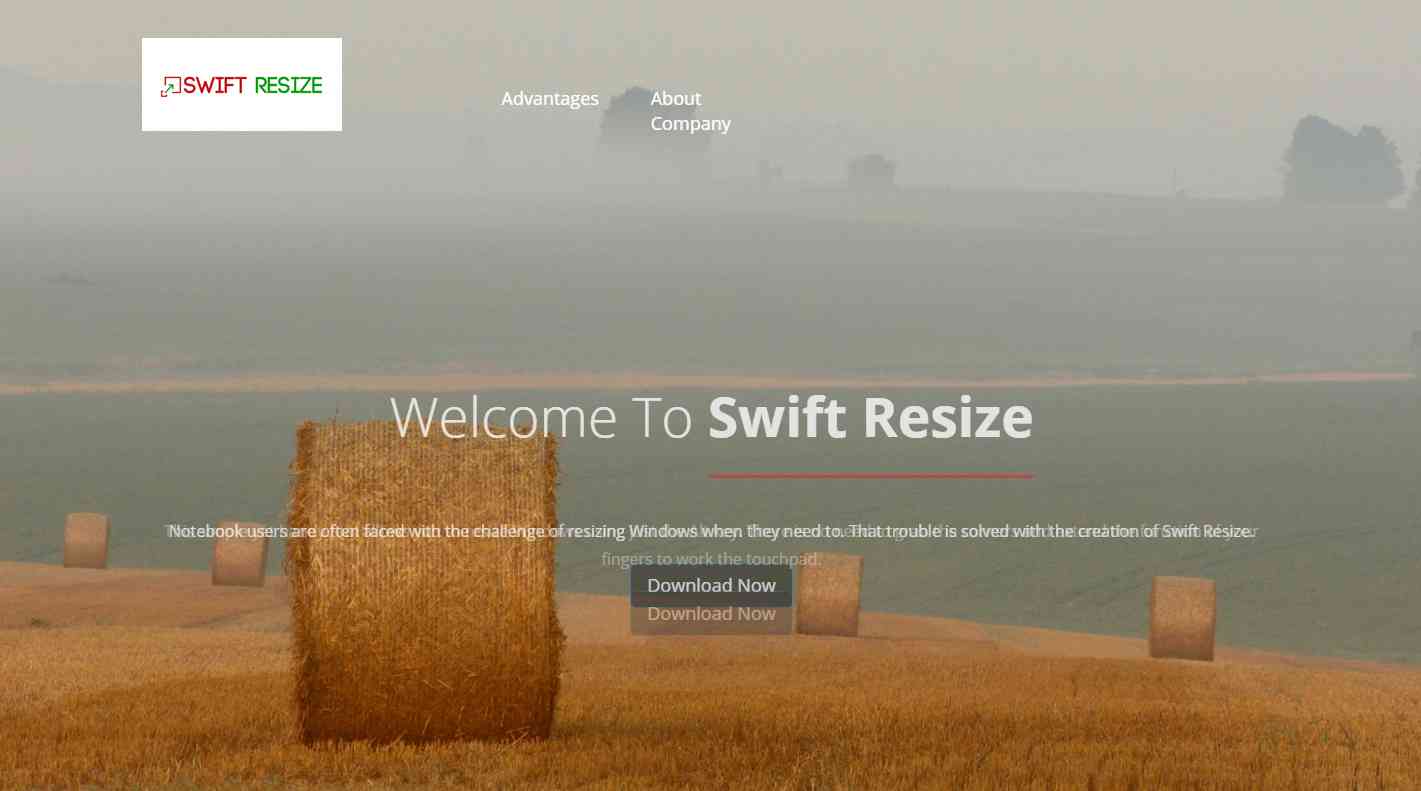 SWIFT RESIZE
Advantages
About
Company
Welcome To Swift Resize
Notebook users are often faced with the challenge of resizing Windows when they need to. That trouble is solved with the creation of Swift Resize.
fingers to work the touchpad.
Download Now
Download Now